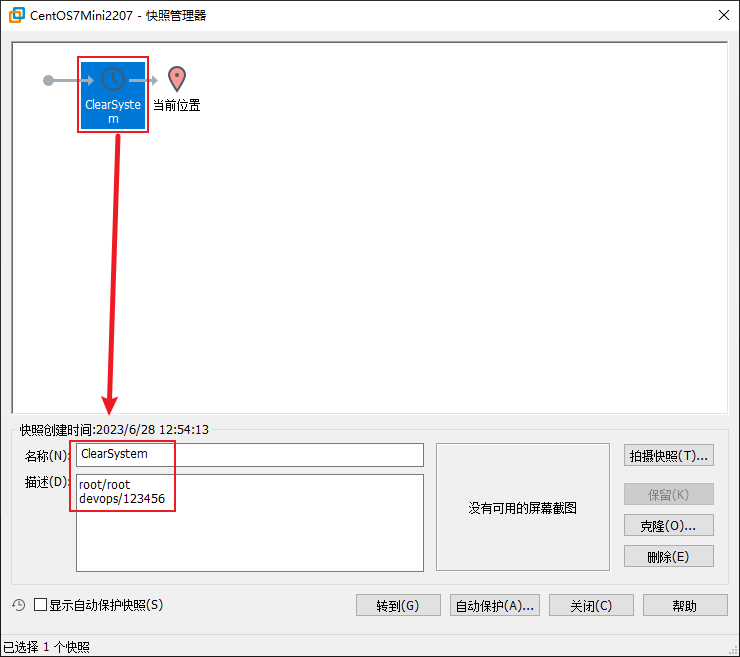 CentOS7Mini2207 - 快照管理器
ClearSyste
m
当前位置
快照创建时间:2023/6/28 12:54:13
名称(N): ClearSystem
拍摄快照(T)...
描述(D): root/root
devops/123456
没有可用的屏幕截图
保留(K)
克隆(O)...
删除(E)
显示自动保护快照(S)
转到(G)
自动保护(A)...
关闭(C)
帮助
已选择 1 个快照